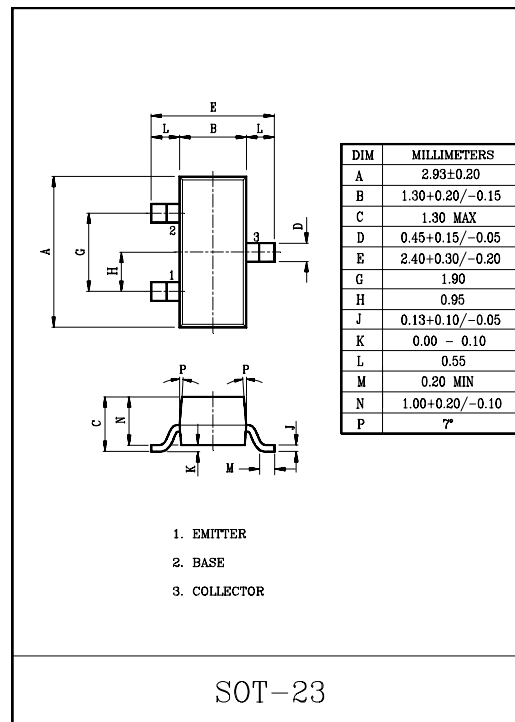 E
L B L
A
G
H
2
1
3
D
DIM MILLIMETERS
A 2.93±0.20
B 1.30+0.20/-0.15
C 1.30 MAX
D 0.45+0.15/-0.05
E 2.40+0.30/-0.20
G 1.90
H 0.95
J 0.13+0.10/-0.05
K 0.00 - 0.10
L 0.55
M 0.20 MIN
N 1.00+0.20/-0.10
P 7°
P P
C
N
K
M
J
1. EMITTER
2. BASE
3. COLLECTOR
SOT-23